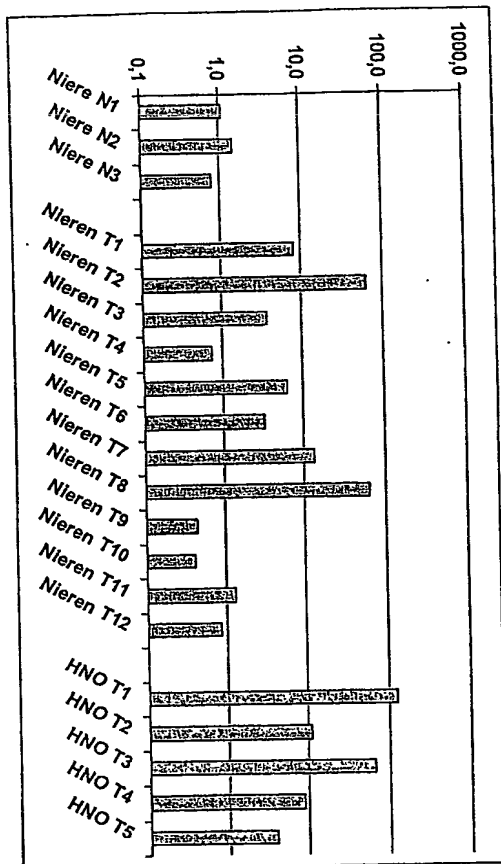 1000,0
100,0
10,0
1,0
0,1
Niere N1
Niere N2
Niere N3
Nieren T1
Nieren T2
Nieren T3
Nieren T4
Nieren T5
Nieren T6
Nieren T7
Nieren T8
Nieren T9
Nieren T10
Nieren T11
Nieren T12
HNO T1
HNO T2
HNO T3
HNO T4
HNO T5